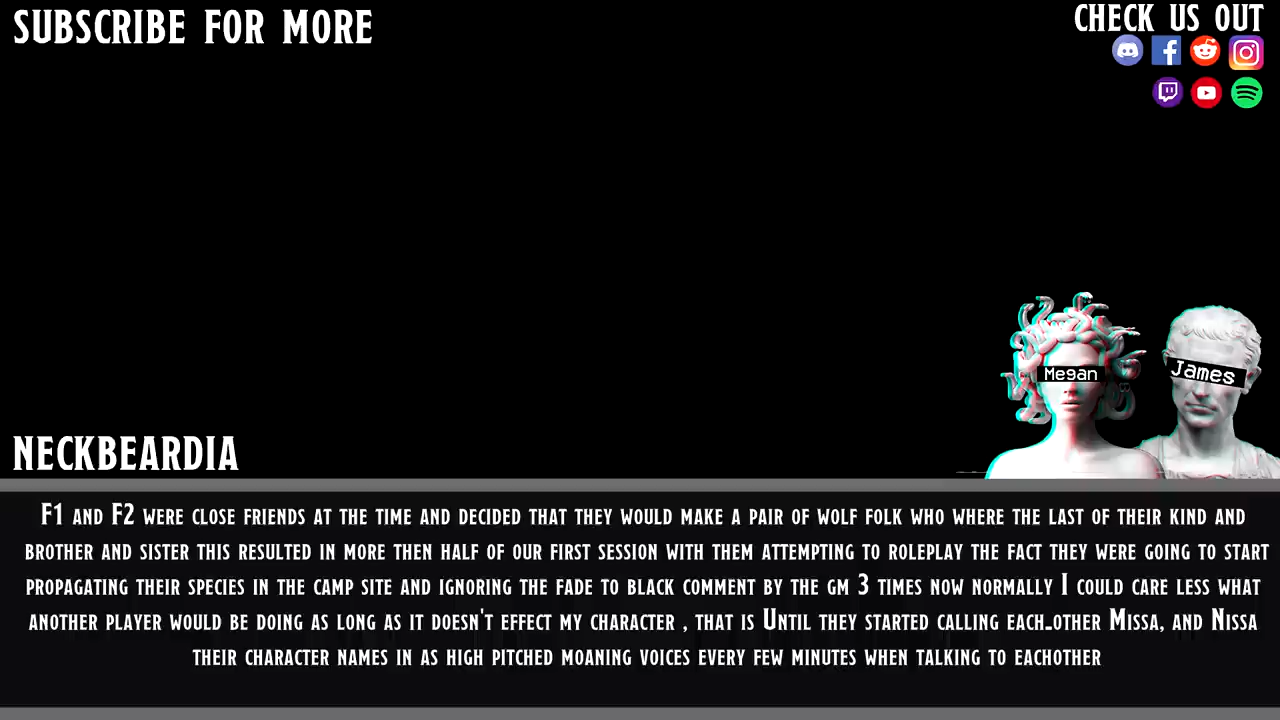 SUBSCRIBE FOR MORE
CHECK US OUT
Megan
James
NECKBEARDIA
F1 AND F2 WERE CLOSE FRIENDS AT THE TIME AND DECIDED THAT THEY WOULD MAKE A PAIR OF WOLF FOLK WHO WHERE THE LAST OF THEIR KIND AND
BROTHER AND SISTER THIS RESULTED IN MORE THEN HALF OF OUR FIRST SESSION WITH THEM ATTEMPTING TO ROLEPLAY THE FACT THEY WERE GOING TO START
PROPAGATING THEIR SPECIES IN THE CAMP SITE AND IGNORING THE FADE TO BLACK COMMENT BY THE GM 3 TIMES NOW NORMALLY I COULD CARE LESS WHAT
ANOTHER PLAYER WOULD BE DOING AS LONG AS IT DOESN'T EFFECT MY CHARACTER , THAT IS UNTIL THEY STARTED CALLING EACH_OTHER MISSA, AND NISSA
THEIR CHARACTER NAMES IN AS HIGH PITCHED MOANING VOICES EVERY FEW MINUTES WHEN TALKING TO EACHOTHER